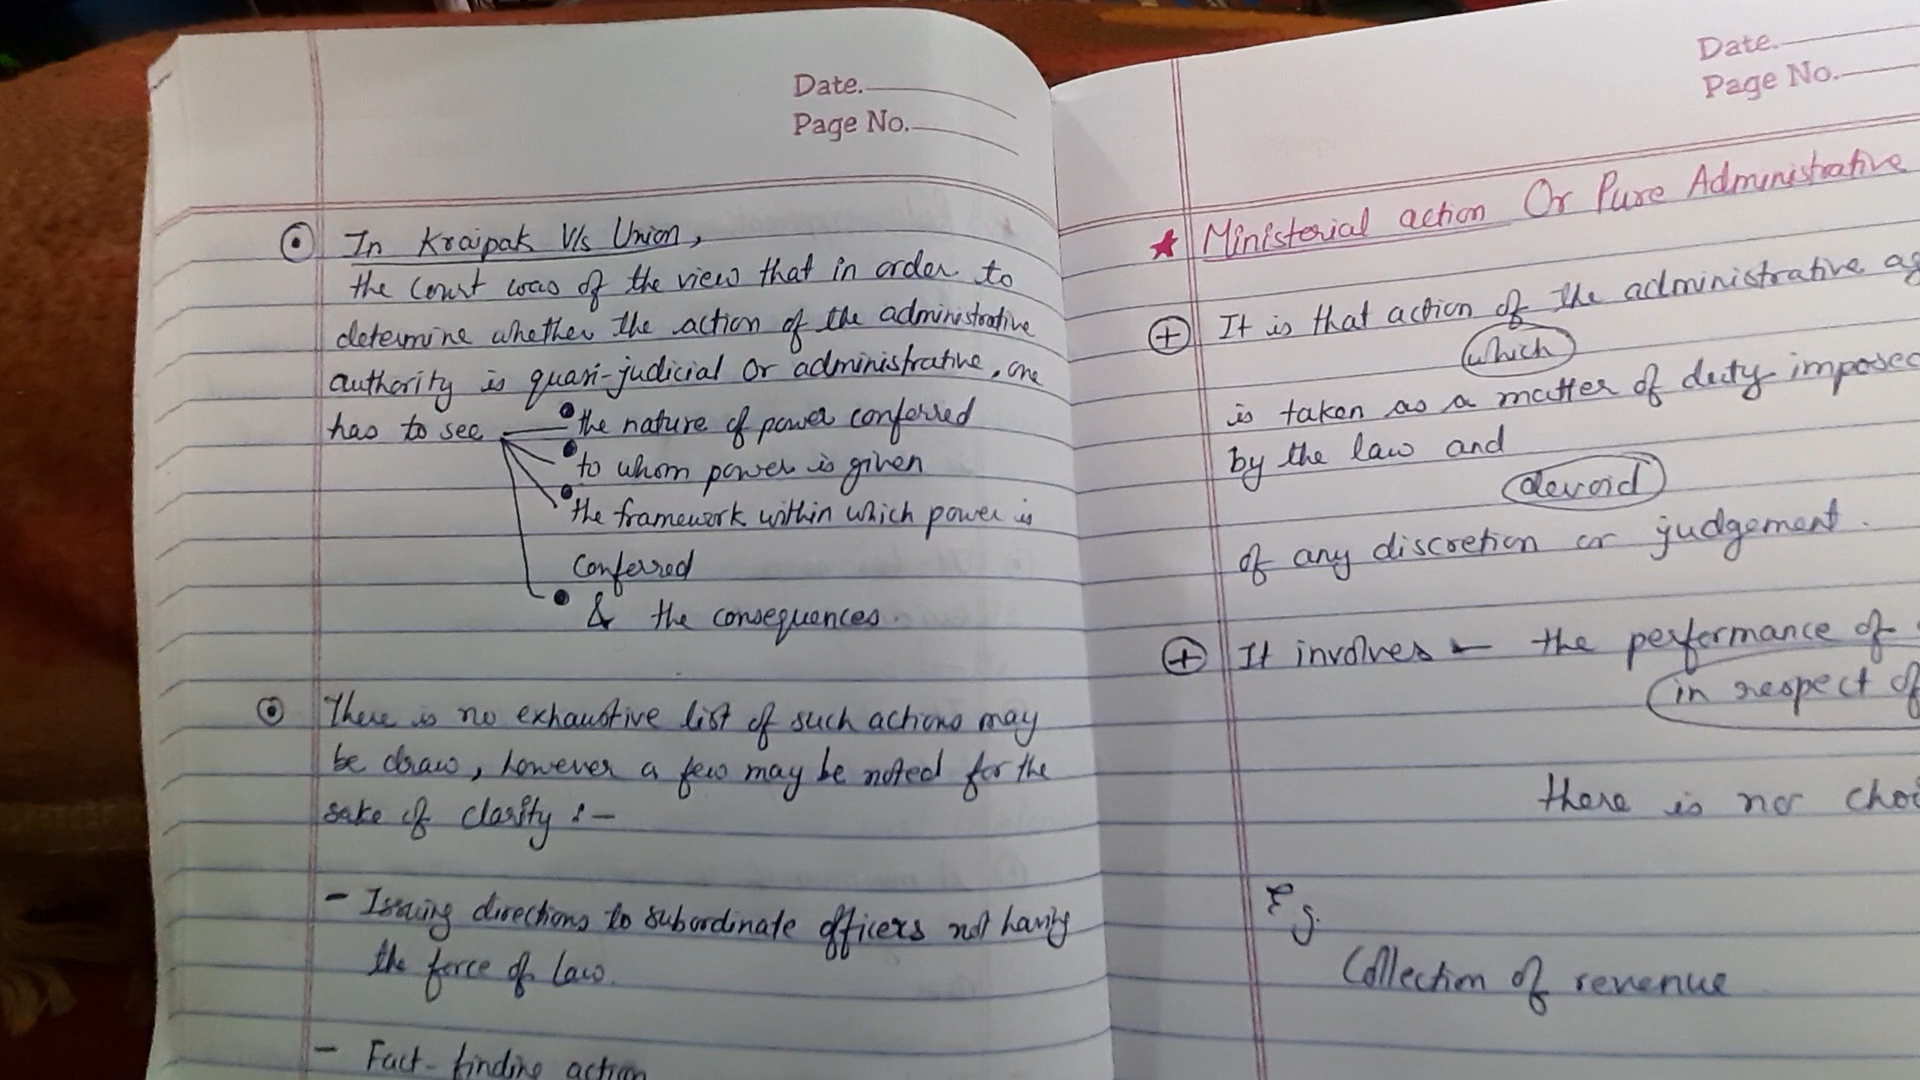 Date.
Page No.
In Kraipak V/s Union,
the court was of the view that in order to
determine whether the action of the administrative
authority is quasi-judicial or administrative, one
has to see
the nature of power conferred
to whom power is given
the framework within which power is
conferred
& the consequences.
There is no exhaustive list of such actions may
be draw, however a few may be noted for the
sake of clarity :-
- Issuing directions to subordinate officers not having
the force of law.
- Fact-finding action
Date.
Page No.
★ Ministerial action Or Pure Administrative
It is that action of the administrative ag
which
is taken as a matter of duty imposed
by the law and
devoid
of any discretion or judgement.
It involves - the performance of
in respect of
there is no choi
Eg.
Collection of revenue